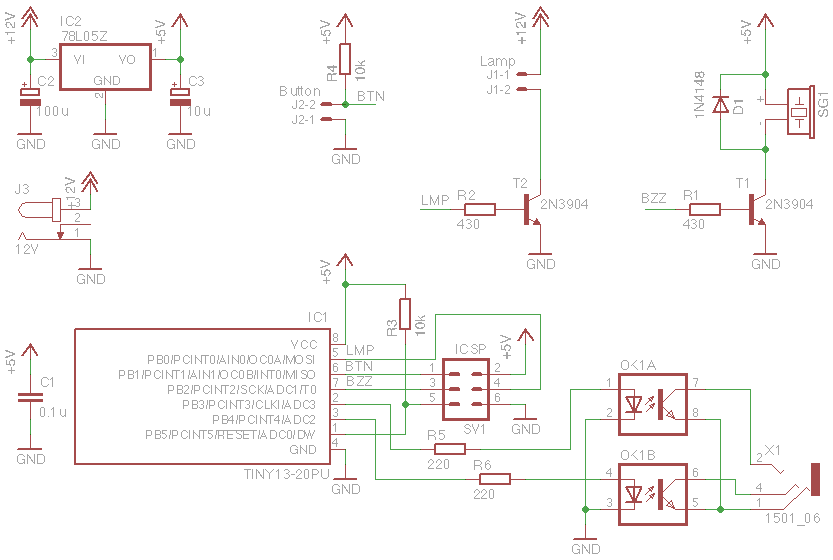 IC2
+12V
78L05Z
+5V
3 VI VO 1
GND
2
C2
+
100u
C3
+
10u
GND
GND
GND
J3
+12V
3
2
1
12V
GND
+5V
R4
10k
Button
J2-2
J2-1
BTN
GND
+12V
Lamp
J1-1
J1-2
T2
2N3904
LMP
R2
430
GND
+5V
1N4148
D1
+
-
SG1
T1
2N3904
BZZ
R1
430
GND
+5V
C1
0.1u
GND
+5V
IC1
R3
10k
VCC 8
PB0/PCINT0/AIN0/OC0A/MOSI 5 LMP
PB1/PCINT1/AIN1/OC0B/INT0/MISO 6 BTN
PB2/PCINT2/SCK/ADC1/T0 7 BZZ
PB3/PCINT3/CLKI/ADC3 2
PB4/PCINT4/ADC2 3
PB5/PCINT5/RESET/ADC0/DW 1
GND 4
TINY13-20PU
GND
ICSP
+5V
1 2
3 4
5 6
SV1
GND
R5
220
R6
220
OK1A
1 7
2 8
OK1B
4 6
3 5
GND
X1
2
4
1
1501_06